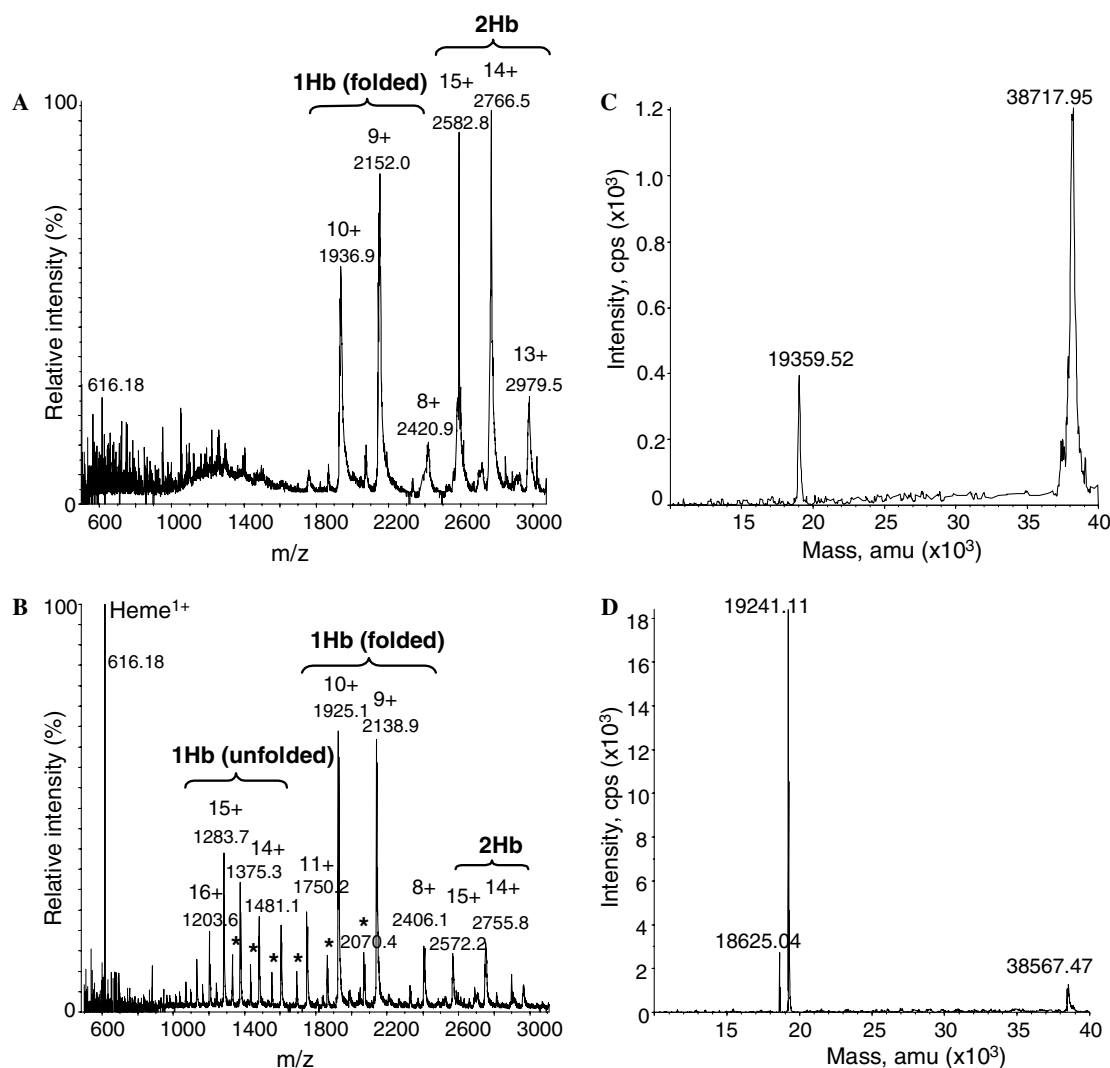 A
2Hb
1Hb (folded)
100
15+
14+
2766.5
2582.8
9+
2152.0
10+
1936.9
13+
2979.5
8+
2420.9
616.18
Relative intensity (%)
0
600 1000 1400 1800 2200 2600 3000
m/z
C
38717.95
1.2
1.0
0.8
0.6
0.4
0.2
0
19359.52
Intensity, cps (x10³)
15 20 25 30 35 40
Mass, amu (x10³)
B
100
Heme¹⁺
616.18
1Hb (folded)
10+
1925.1
9+
2138.9
1Hb (unfolded)
15+
1283.7
14+
1375.3
1481.1
11+
1750.2
16+
1203.6
2Hb
8+
2406.1
15+
2572.2
14+
2755.8
2070.4
* * * * * *
Relative intensity (%)
0
600 1000 1400 1800 2200 2600 3000
m/z
D
19241.11
18
16
14
12
10
8
6
4
2
0
18625.04
38567.47
Intensity, cps (x10³)
15 20 25 30 35 40
Mass, amu (x10³)